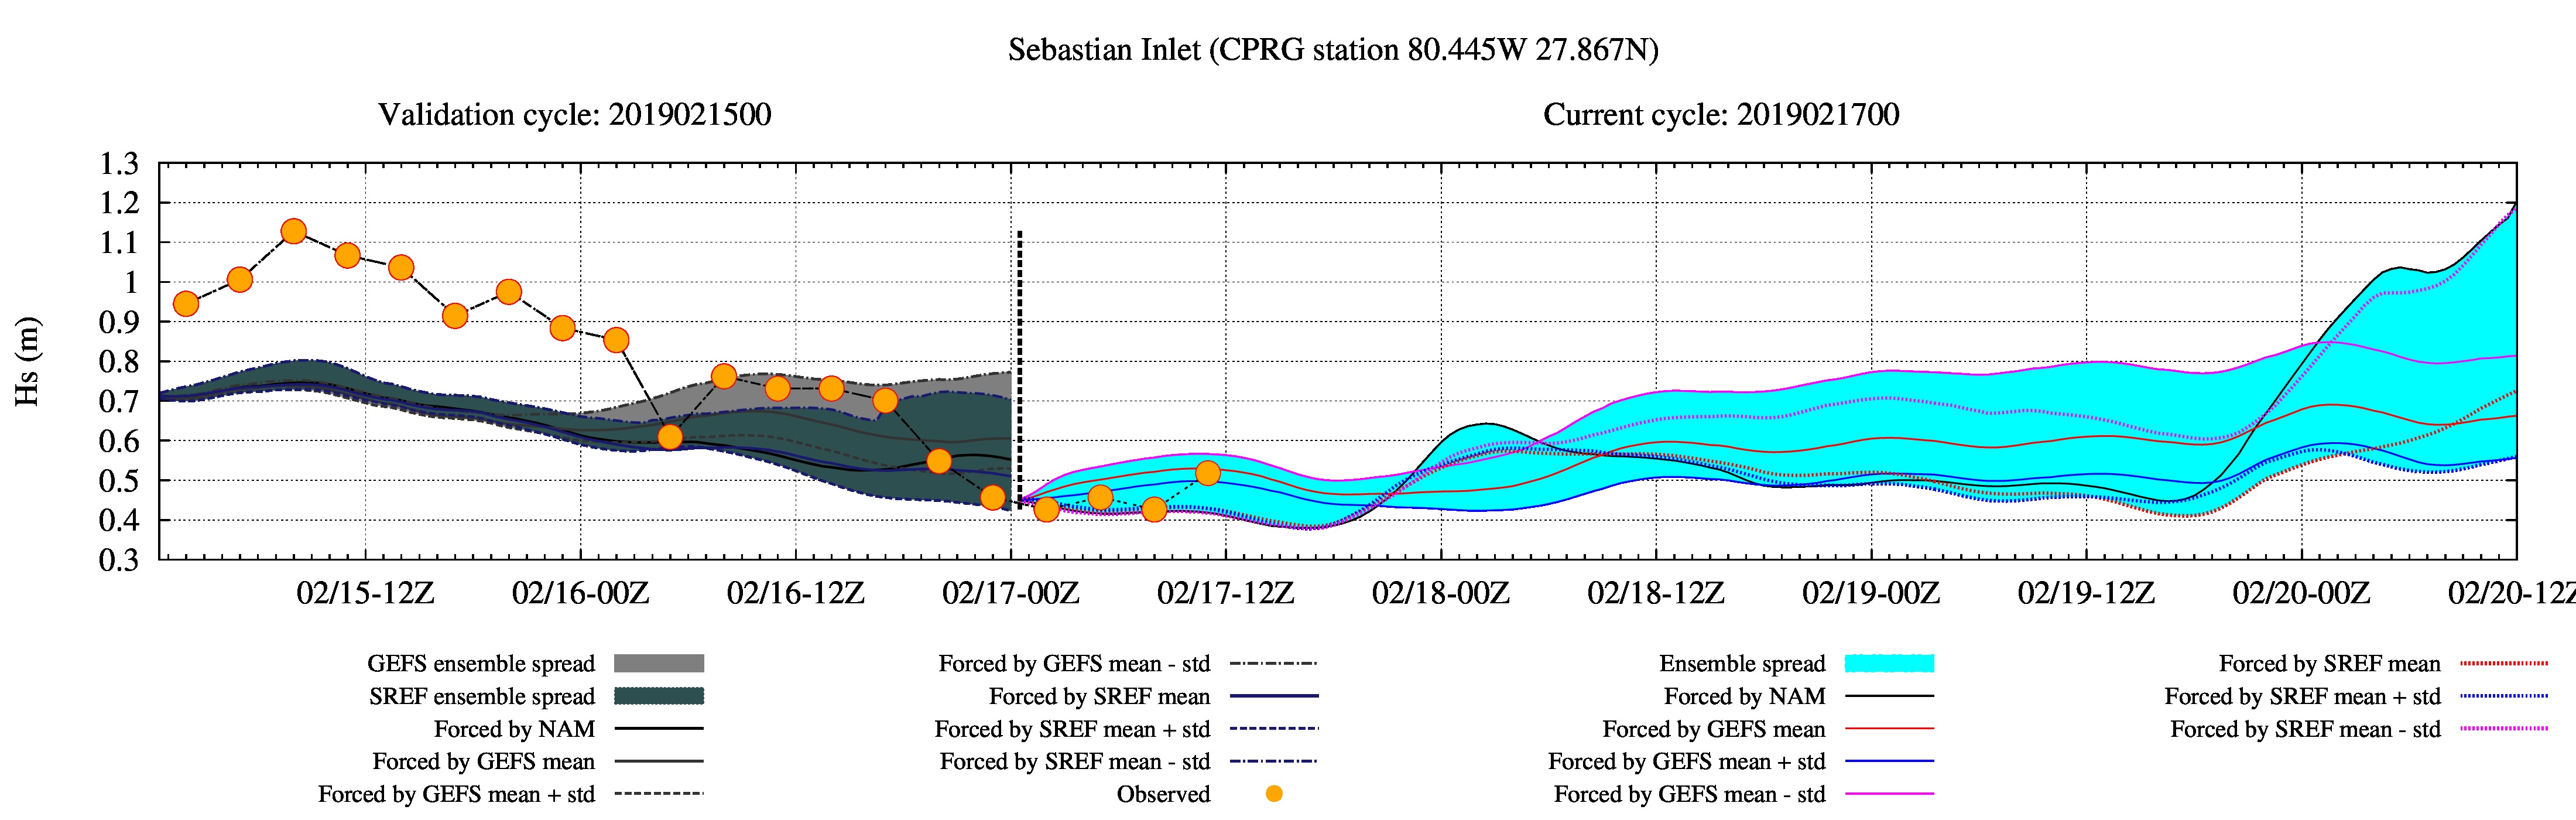 Sebastian Inlet (CPRG station 80.445W 27.867N)
Validation cycle: 2019021500
Current cycle: 2019021700
Hs (m)
1.3
1.2
1.1
1
0.9
0.8
0.7
0.6
0.5
0.4
0.3
02/15-12Z 02/16-00Z 02/16-12Z 02/17-00Z 02/17-12Z 02/18-00Z 02/18-12Z 02/19-00Z 02/19-12Z 02/20-00Z 02/20-12Z
GEFS ensemble spread
SREF ensemble spread
Forced by NAM
Forced by GEFS mean
Forced by GEFS mean + std
Forced by GEFS mean - std
Forced by SREF mean
Forced by SREF mean + std
Forced by SREF mean - std
Observed
Ensemble spread
Forced by NAM
Forced by GEFS mean
Forced by GEFS mean + std
Forced by GEFS mean - std
Forced by SREF mean
Forced by SREF mean + std
Forced by SREF mean - std